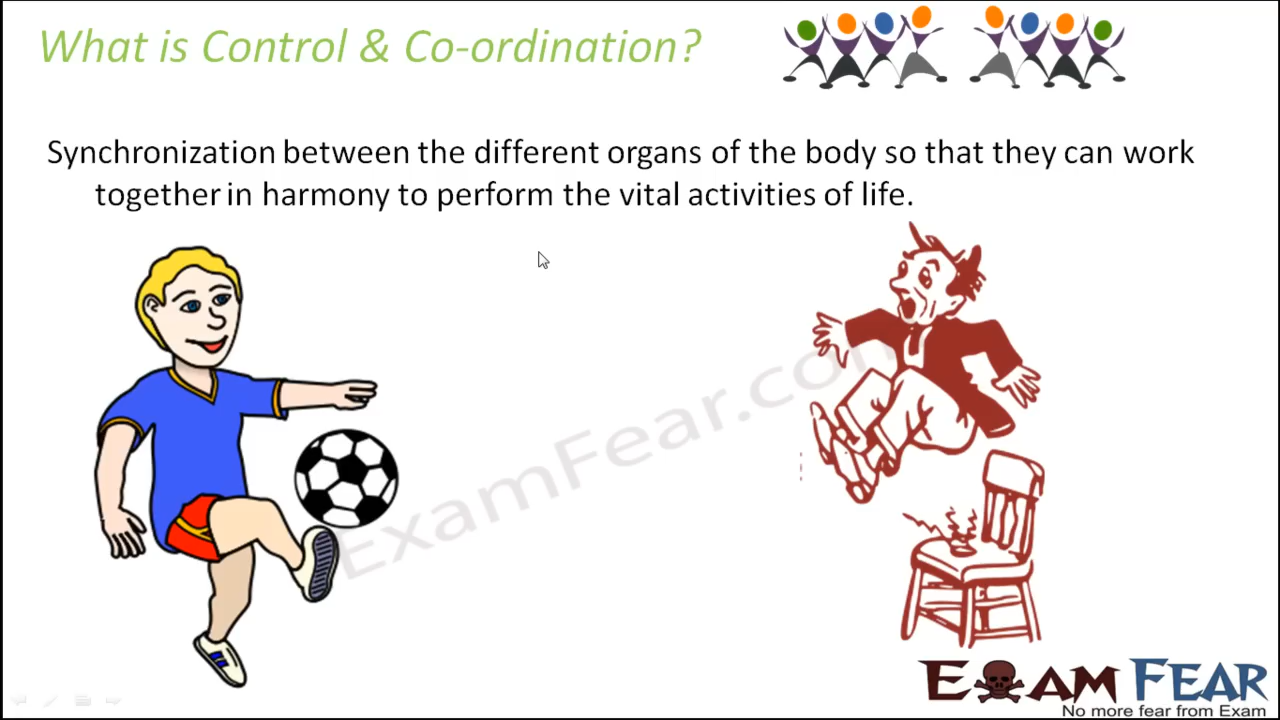 What is Control & Co-ordination?
Synchronization between the different organs of the body so that they can work
together in harmony to perform the vital activities of life.
ExamFear.com
EXAM FEAR
No more fear from Exam